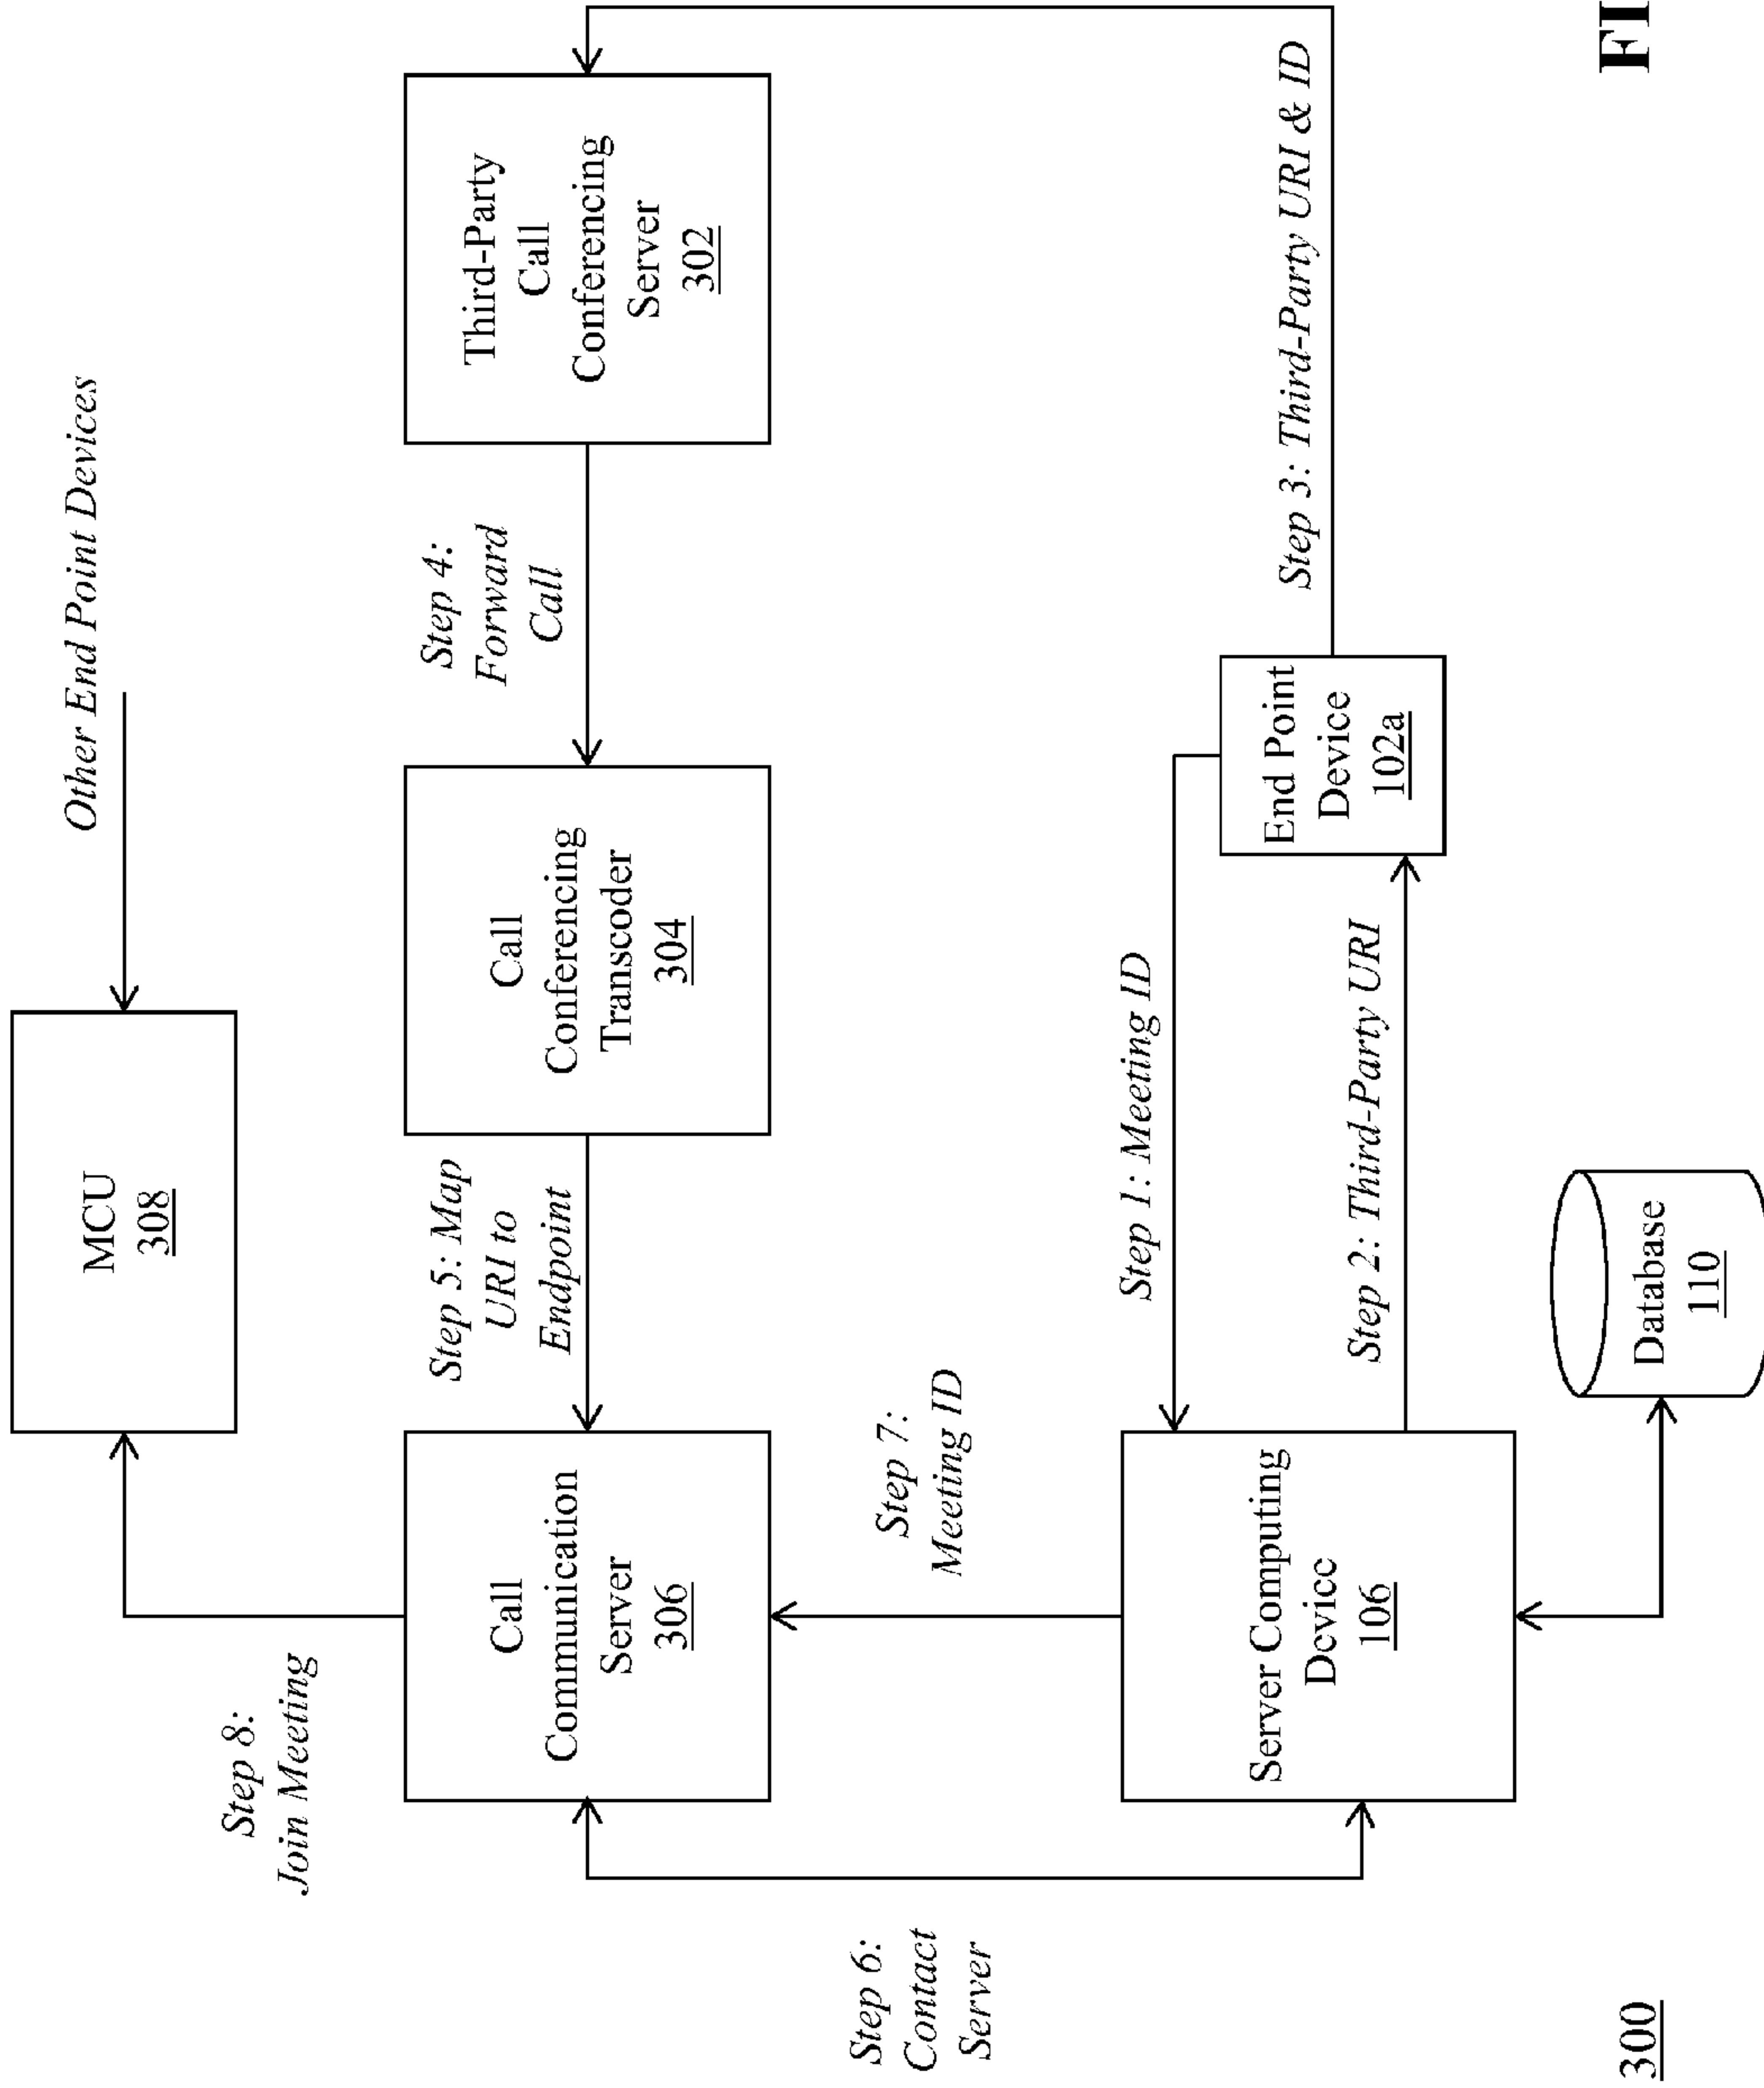 MCU
308
Other End Point Devices
Step 8:
Join Meeting
Call
Communication
Server
306
Step 5: Map
URI to
Endpoint
Call
Conferencing
Transcoder
304
Step 4:
Forward
Call
Third-Party
Call
Conferencing
Server
302
Step 6:
Contact
Server
Step 7:
Meeting ID
Step 1: Meeting ID
Server Computing
Device
106
Step 2: Third-Party URI
End Point
Device
102a
Step 3: Third-Party URI & ID
Database
110
300
FI